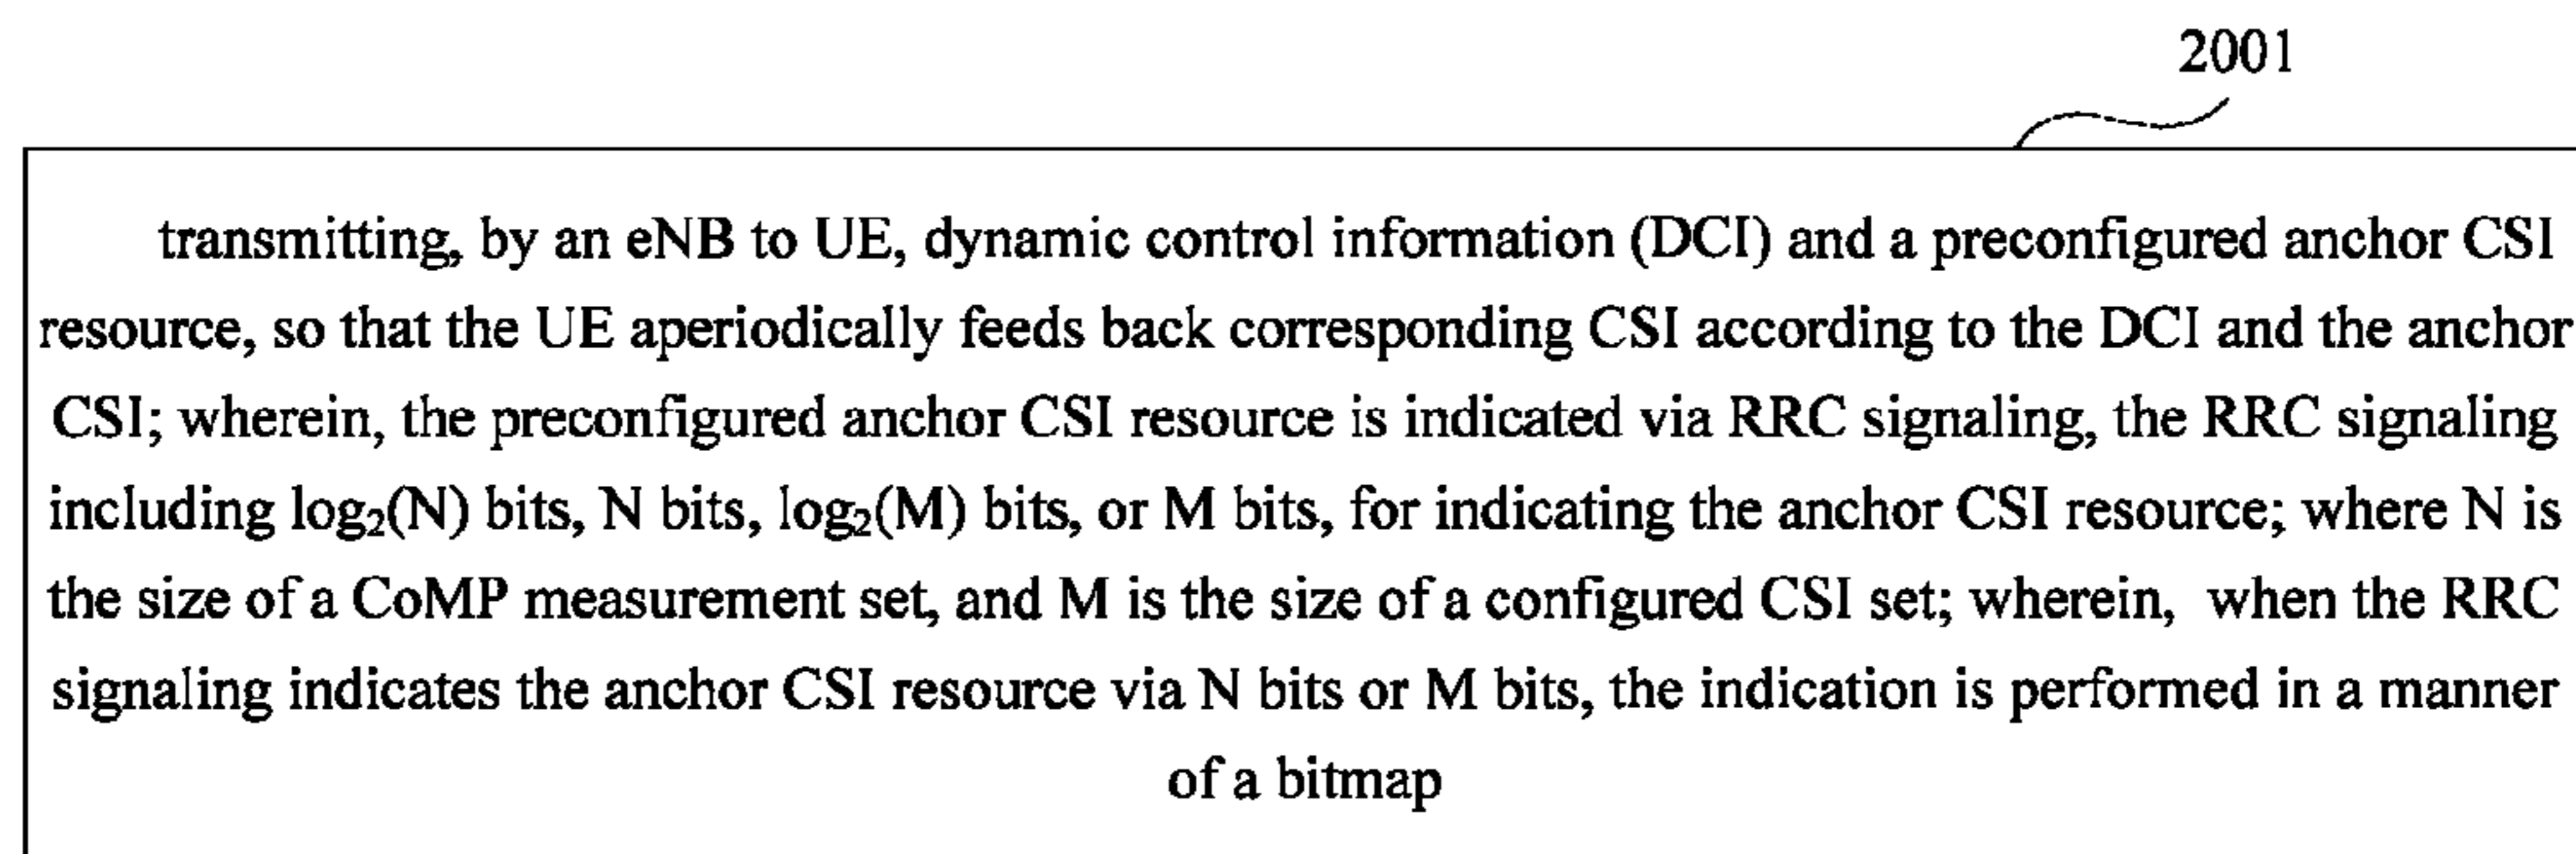 2001
transmitting, by an eNB to UE, dynamic control information (DCI) and a preconfigured anchor CSI
resource, so that the UE aperiodically feeds back corresponding CSI according to the DCI and the anchor
CSI; wherein, the preconfigured anchor CSI resource is indicated via RRC signaling, the RRC signaling
including log₂(N) bits, N bits, log₂(M) bits, or M bits, for indicating the anchor CSI resource; where N is
the size of a CoMP measurement set, and M is the size of a configured CSI set; wherein, when the RRC
signaling indicates the anchor CSI resource via N bits or M bits, the indication is performed in a manner
of a bitmap